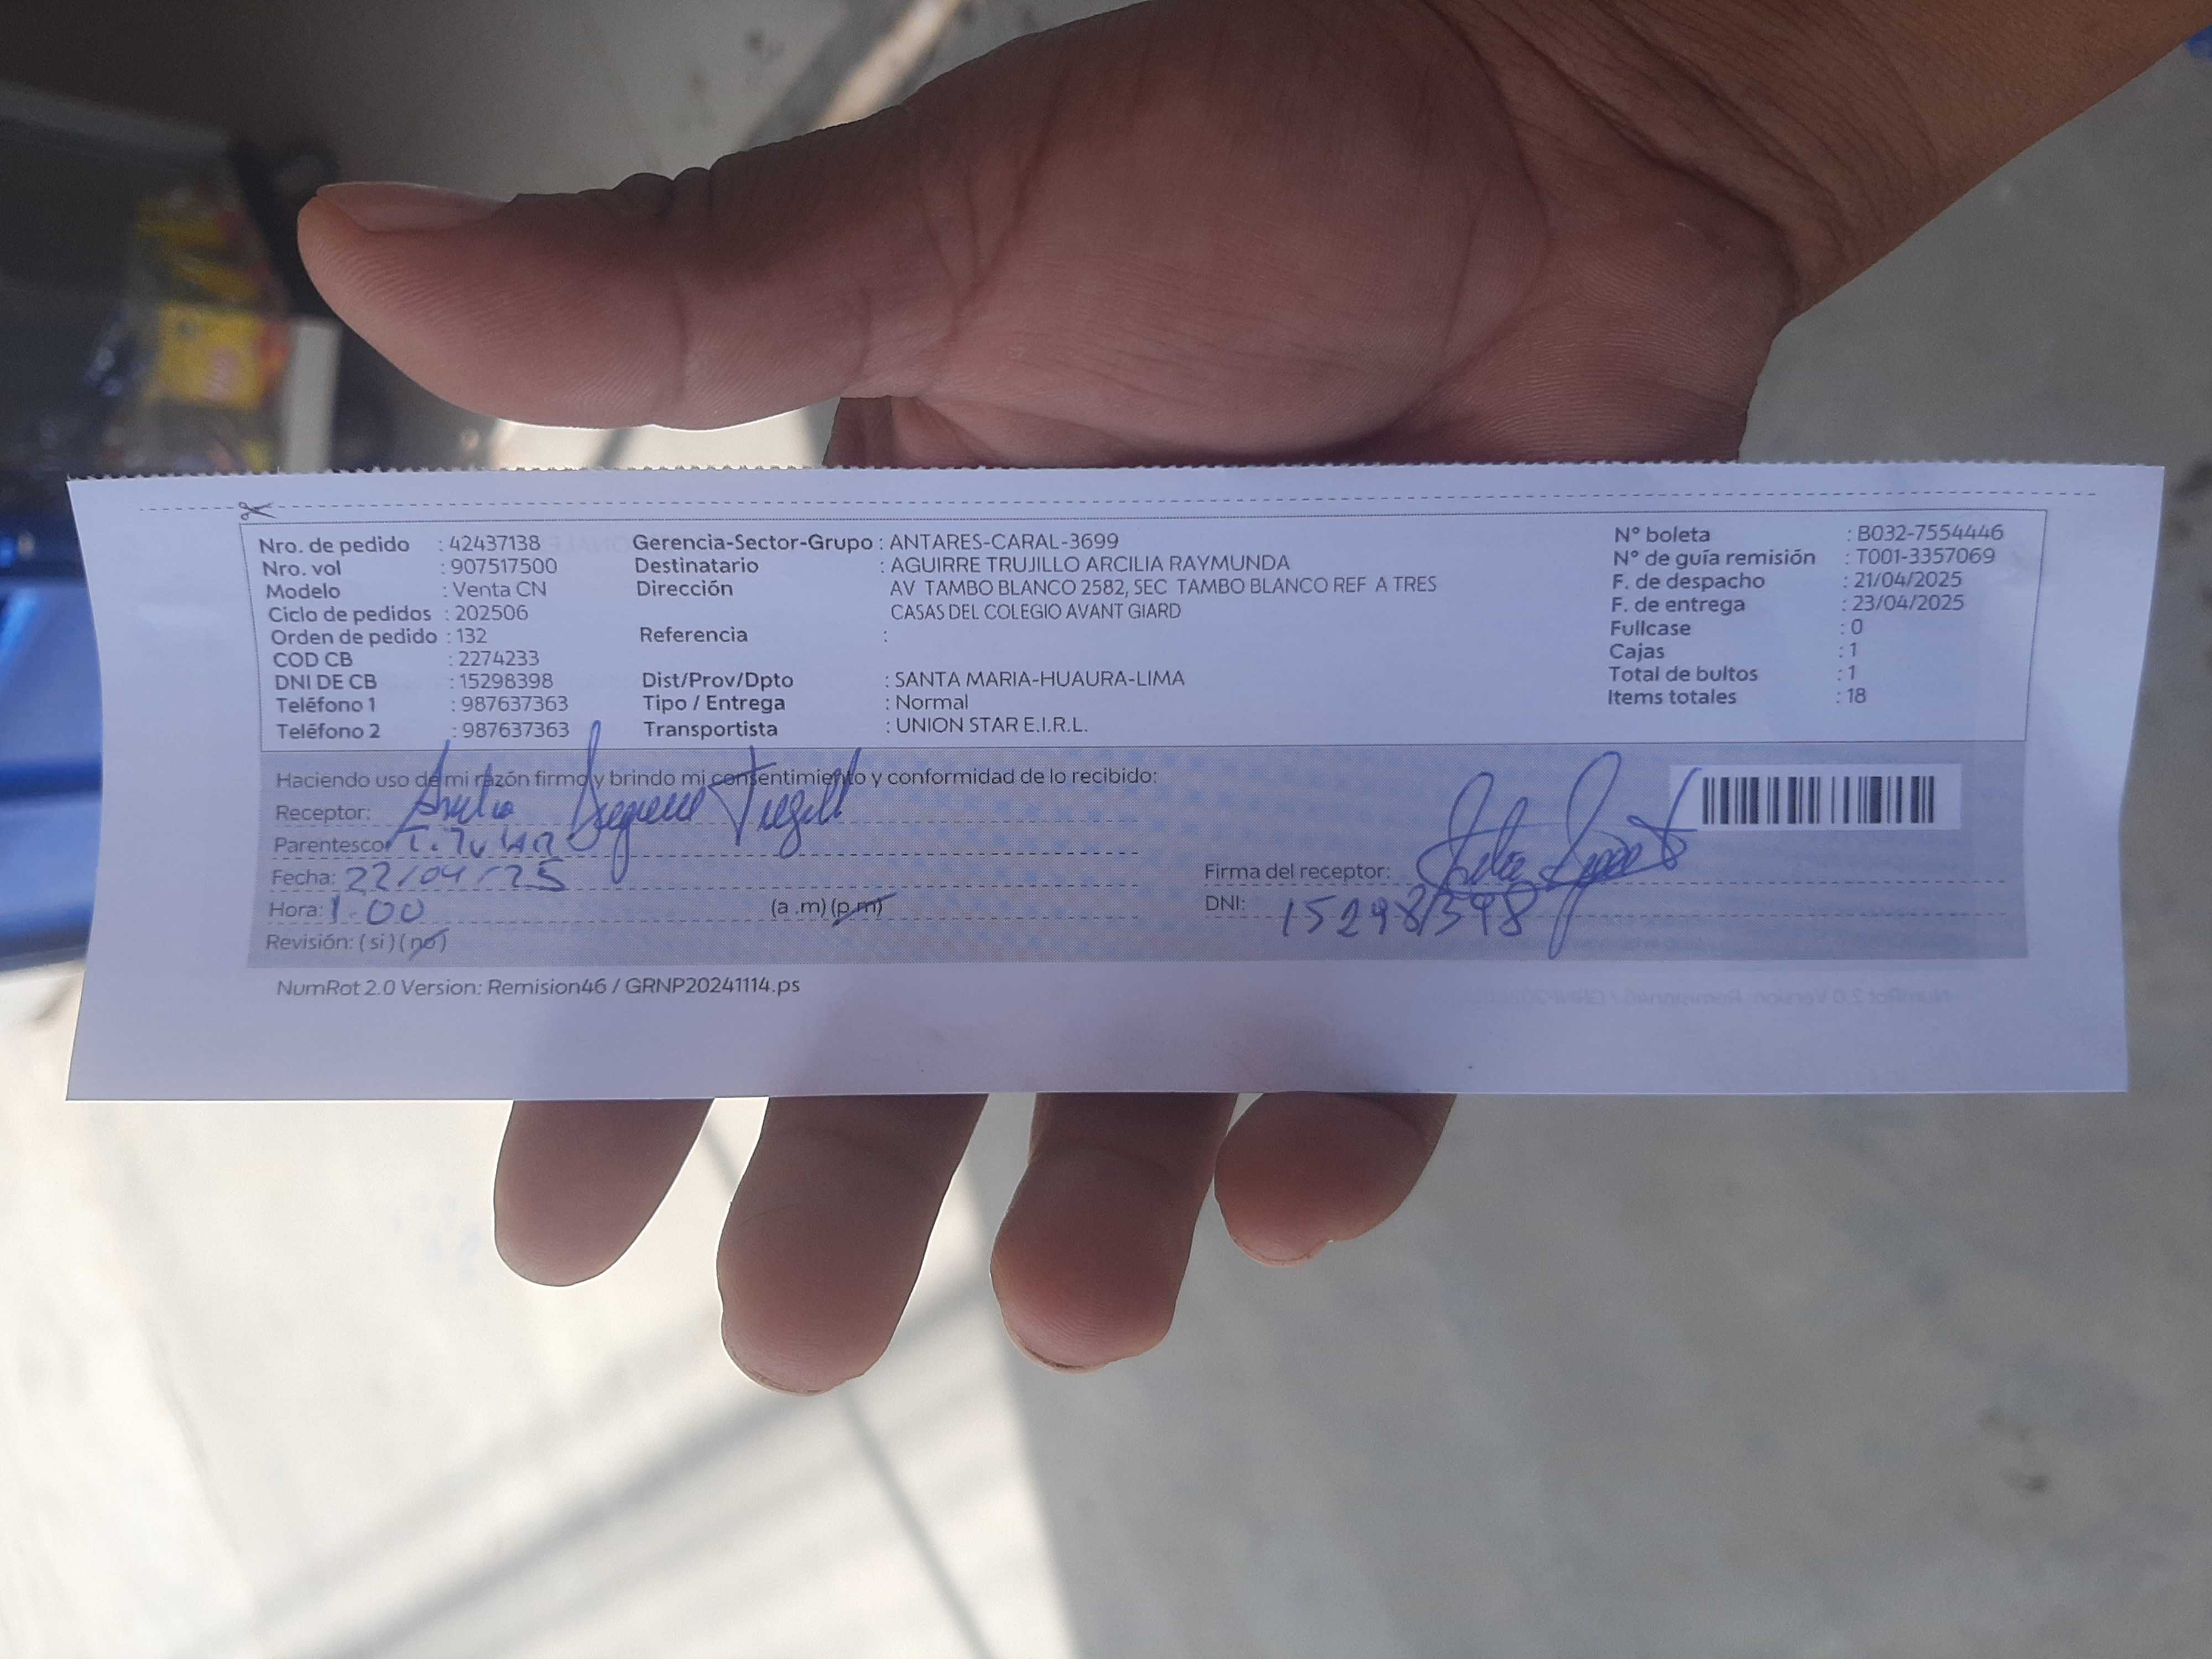 Nro. de pedido : 42437138 Gerencia-Sector-Grupo : ANTARES-CARAL-3699 N° boleta : B032-7554446
Nro. vol : 907517500 Destinatario : AGUIRRE TRUJILLO ARCILIA RAYMUNDA N° de guía remisión : T001-3357069
Modelo : Venta CN Dirección AV TAMBO BLANCO 2582, SEC TAMBO BLANCO REF A TRES F. de despacho : 21/04/2025
Ciclo de pedidos : 202506 CASAS DEL COLEGIO AVANT GIARD F. de entrega : 23/04/2025
Orden de pedido : 132 Referencia : Fullcase : 0
COD CB : 2274233 Cajas : 1
DNI DE CB : 15298398 Dist/Prov/Dpto : SANTA MARIA-HUAURA-LIMA Total de bultos : 1
Teléfono 1 : 987637363 Tipo / Entrega : Normal Items totales : 18
Teléfono 2 : 987637363 Transportista : UNION STAR E.I.R.L.
Haciendo uso de mi razón firmo y brindo mi consentimiento y conformidad de lo recibido:
Receptor:
Parentesco: TiTuLAR
Fecha: 22/04/25 Firma del receptor:
Hora: 1.00 (a .m) (p.m) DNI: 15298398
Revisión: ( si ) ( no )
NumRot 2.0 Version: Remision46 / GRNP20241114.ps